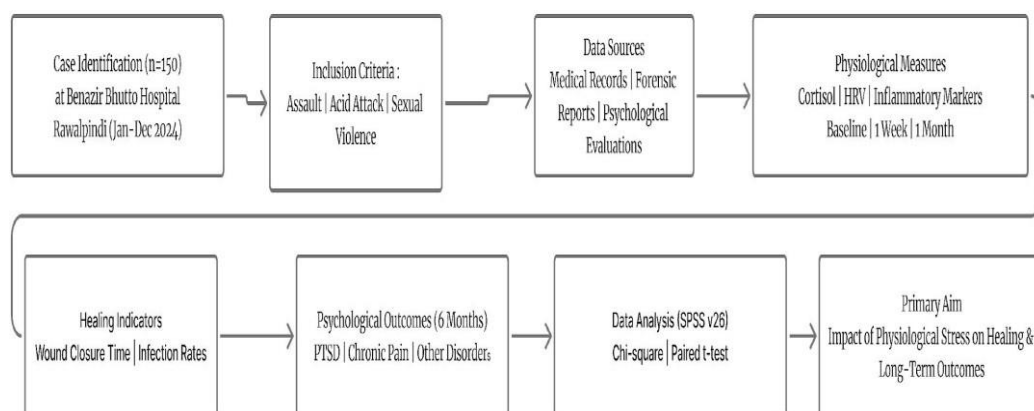 Case Identification (n=150)
at Benazir Bhutto Hospital
Rawalpindi (Jan-Dec 2024)
Inclusion Criteria :
Assault | Acid Attack | Sexual
Violence
Data Sources
Medical Records | Forensic
Reports | Psychological
Evaluations
Physiological Measures
Cortisol | HRV | Inflammatory Markers
Baseline | 1 Week | 1 Month
Healing Indicators
Wound Closure Time | Infection Rates
Psychological Outcomes (6 Months)
PTSD | Chronic Pain | Other Disorders
Data Analysis (SPSS v26)
Chi-square | Paired t-test
Primary Aim
Impact of Physiological Stress on Healing &
Long-Term Outcomes